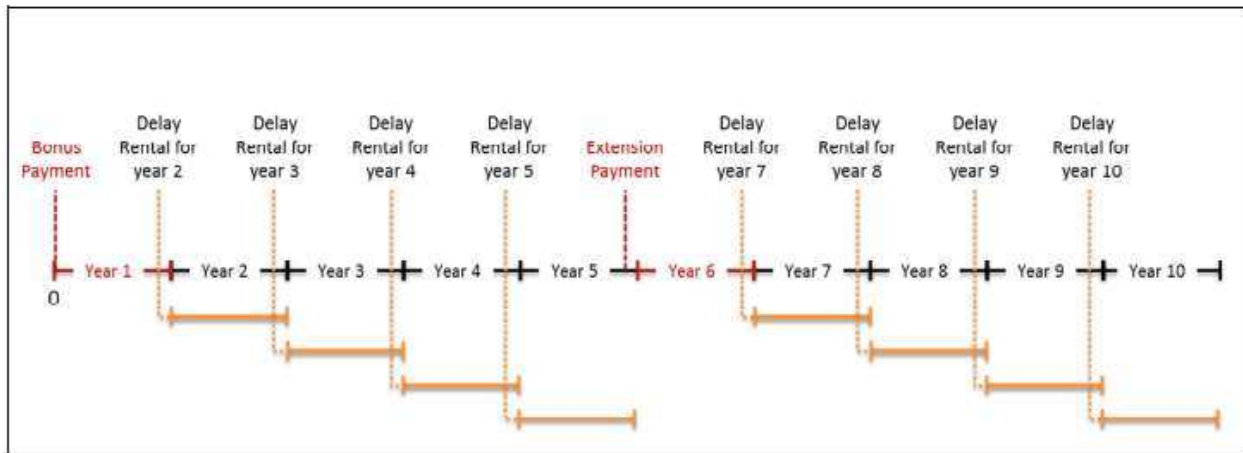 Bonus
Payment
Delay
Rental for
year 2
Delay
Rental for
year 3
Delay
Rental for
year 4
Delay
Rental for
year 5
Extension
Payment
Delay
Rental for
year 7
Delay
Rental for
year 8
Delay
Rental for
year 9
Delay
Rental for
year 10
Year 1
Year 2
Year 3
Year 4
Year 5
Year 6
Year 7
Year 8
Year 9
Year 10
0